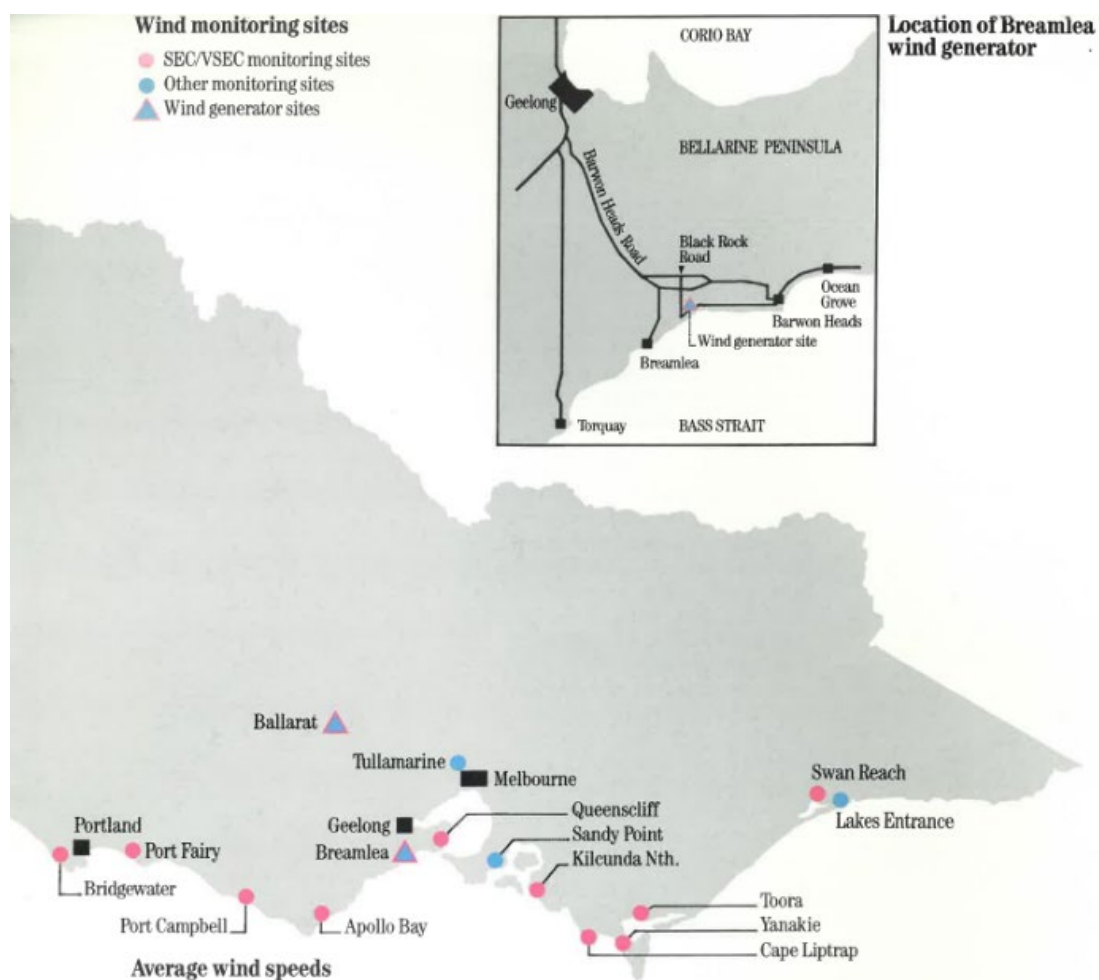 Wind monitoring sites
SEC/VSEC monitoring sites
Other monitoring sites
Wind generator sites
Location of Breamlea
wind generator
CORIO BAY
Geelong
BELLARINE PENINSULA
Barwon Heads Road
Black Rock
Road
Ocean
Grove
Barwon Heads
Wind generator site
Breamlea
Torquay
BASS STRAIT
Ballarat
Tullamarine
Melbourne
Swan Reach
Lakes Entrance
Queenscliff
Geelong
Sandy Point
Breamlea
Kilcunda Nth.
Portland
Port Fairy
Bridgewater
Port Campbell
Apollo Bay
Toora
Yanakie
Cape Liptrap
Average wind speeds